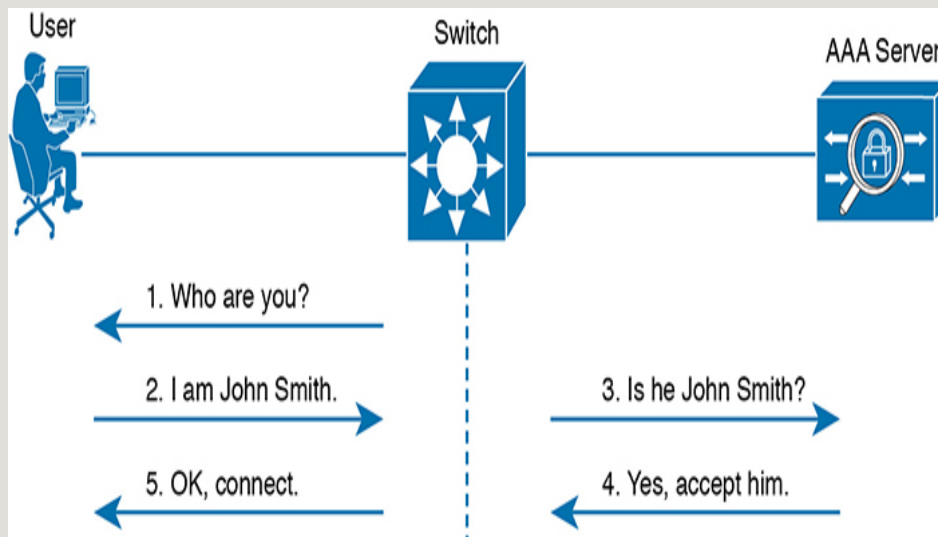 User
Switch
AAA Server
1. Who are you?
2. I am John Smith.
3. Is he John Smith?
5. OK, connect.
4. Yes, accept him.